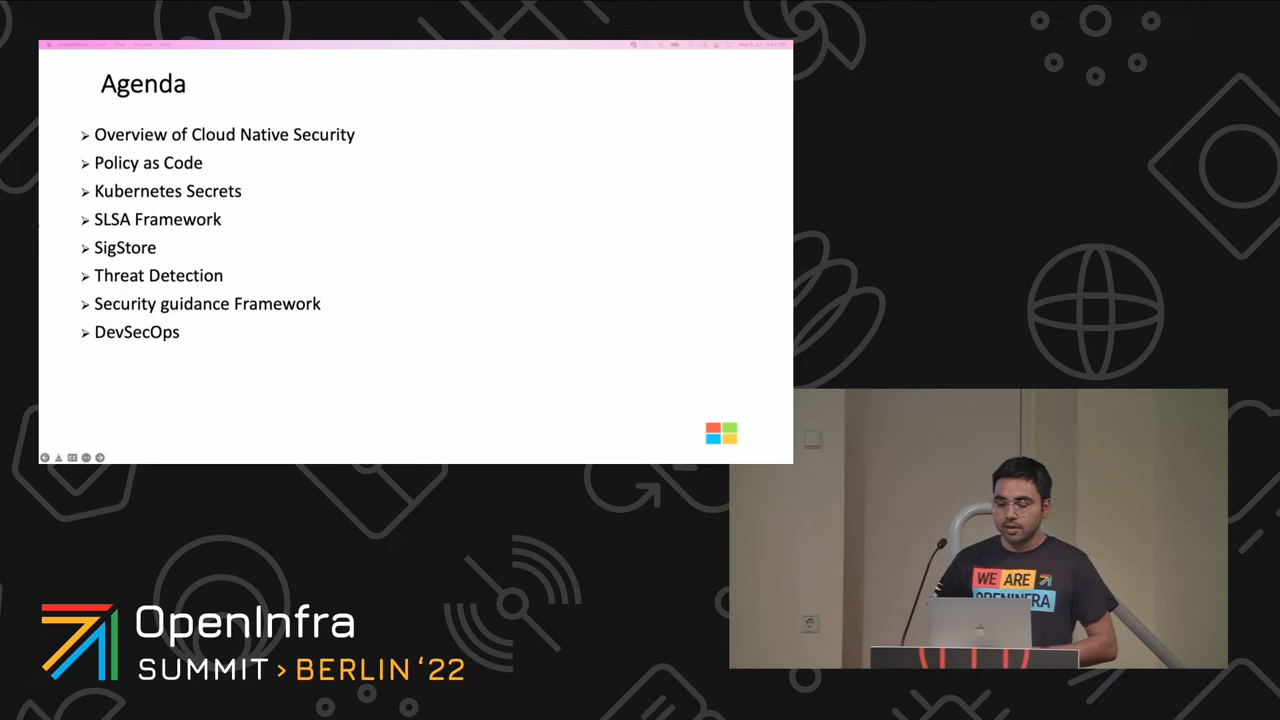 Agenda
Overview of Cloud Native Security
Policy as Code
Kubernetes Secrets
SLSA Framework
SigStore
Threat Detection
Security guidance Framework
DevSecOps
WE ARE
OPENINFRA
OpenInfra
SUMMIT > BERLIN ‘22